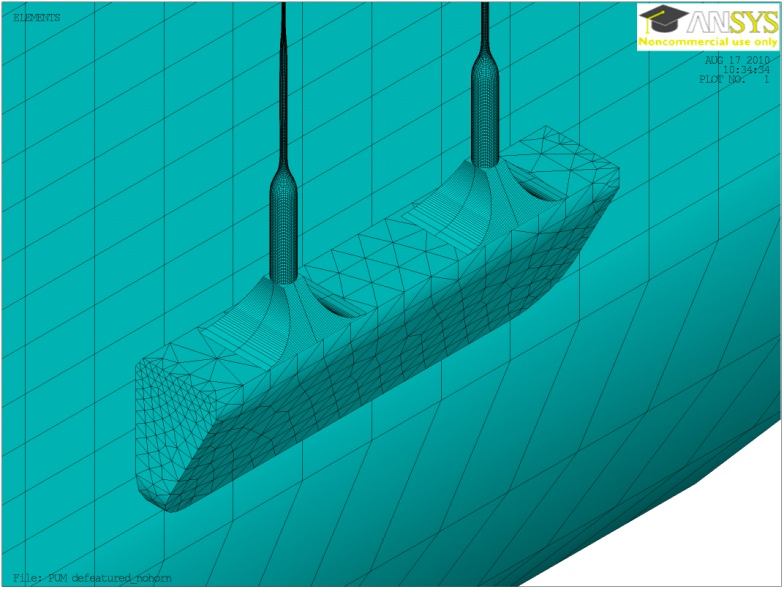 ELEMENTS
ANSYS
Noncommercial use only
AUG 17 2010
10:34:34
PLOT NO. 1
File: PUM defeatured_nohorn